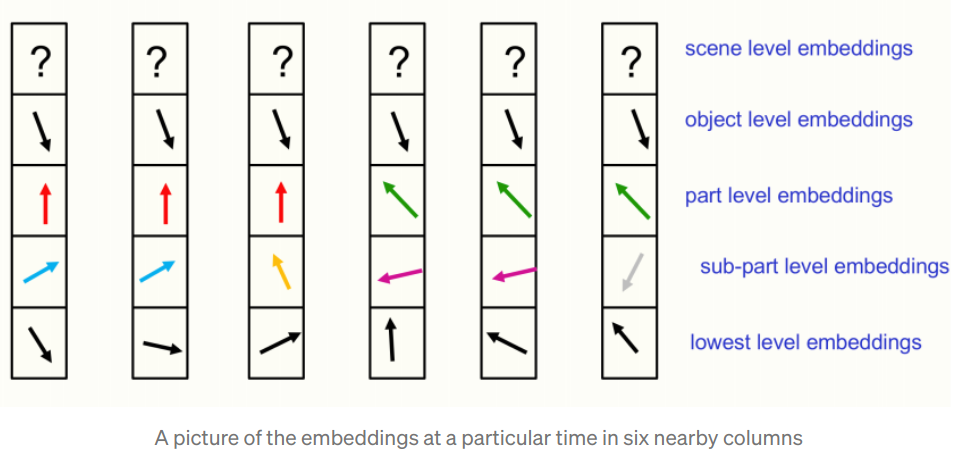 ? ? ? ? ? ? scene level embeddings
object level embeddings
part level embeddings
sub-part level embeddings
lowest level embeddings
A picture of the embeddings at a particular time in six nearby columns